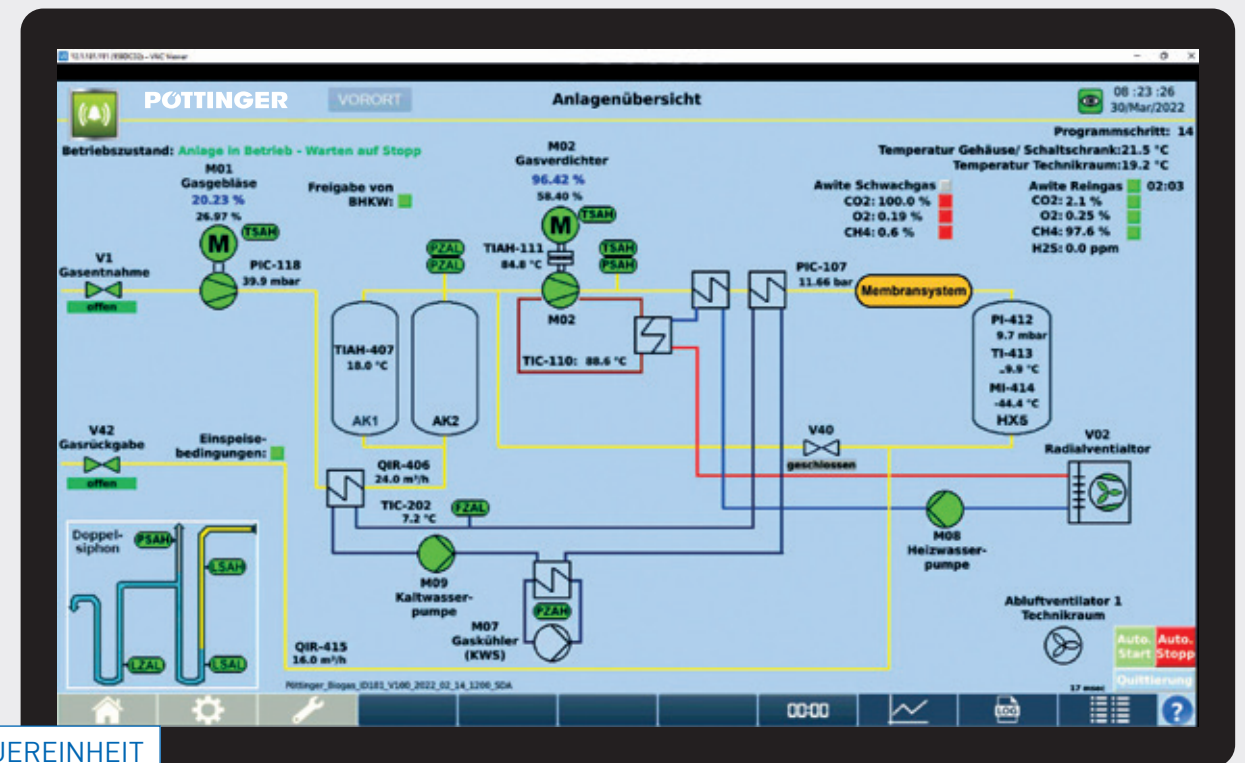 PÖTTINGER
VORORT
Anlagenübersicht
08 :23 :26
30/Mar/2022
Programmschritt: 14
Betriebszustand: Anlage in Betrieb - Warten auf Stopp
Temperatur Gehäuse/ Schaltschrank:21.5 °C
Temperatur Technikraum:19.2 °C
M01
Gasgebläse
20.23 %
26.97 %
M
TSAH
Freigabe von
BHKW:
M02
Gasverdichter
96.42 %
58.40 %
M
TSAH
Awite Schwachgas
CO2: 100.0 %
O2: 0.19 %
CH4: 0.6 %
Awite Reingas 02:03
CO2: 2.1 %
O2: 0.25 %
CH4: 97.6 %
H2S: 0.0 ppm
V1
Gasentnahme
offen
PIC-118
39.9 mbar
PZAL
PZAL
TIAH-111
84.8 °C
TSAH
PSAH
M02
TIC-110: 88.6 °C
PIC-107
11.66 bar
Membransystem
PI-412
9.7 mbar
TI-413
..9.9 °C
MI-414
-44.4 °C
HX5
TIAH-407
18.0 °C
AK1
AK2
V42
Gasrückgabe
offen
Einspeise-
bedingungen:
QIR-406
24.0 m³/h
TIC-202
7.2 °C
FZAL
V40
geschlossen
V02
Radialventialtor
M08
Heizwasser-
pumpe
Doppel-
siphon
PSAH
LSAH
LZAL
LSAL
M09
Kaltwasser-
pumpe
M07
Gaskühler
(KWS)
PZAH
QIR-415
16.0 m³/h
Abluftventilator 1
Technikraum
Auto.
Start
Auto.
Stopp
Quittierung
17 msec
Pöttinger_Biogas_ID181_V100_2022_02_14_1200_SDA
00:00
LOG
?
UEREINHEIT